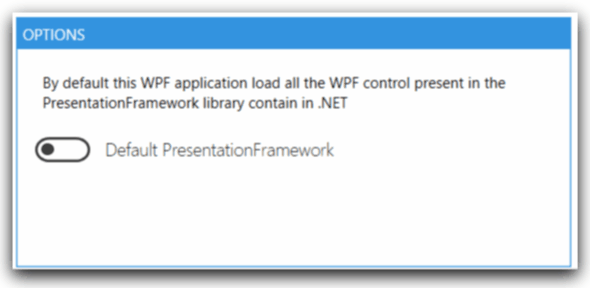 OPTIONS
By default this WPF application load all the WPF control present in the
PresentationFramework library contain in .NET
Default PresentationFramework